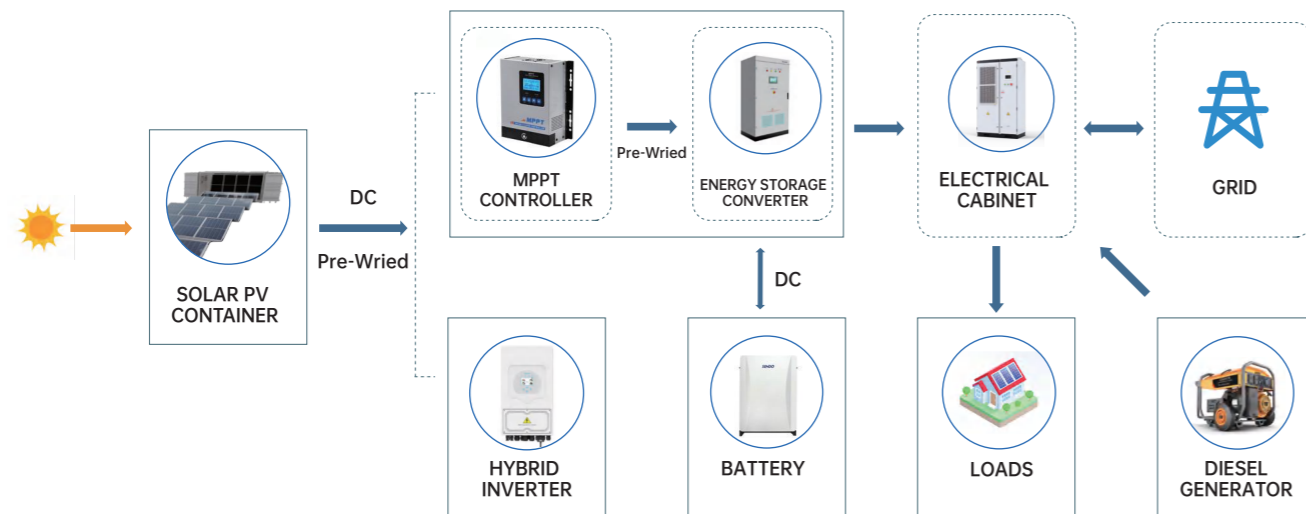 MPPT
MPPT
CONTROLLER
Pre-Wried
ENERGY STORAGE
CONVERTER
ELECTRICAL
CABINET
GRID
DC
Pre-Wried
SOLAR PV
CONTAINER
DC
HYBRID
INVERTER
BATTERY
LOADS
DIESEL
GENERATOR